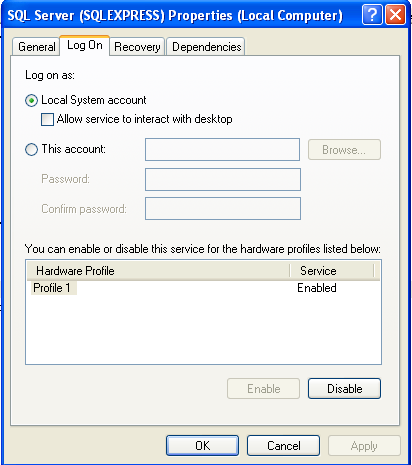 SQL Server (SQLEXPRESS) Properties (Local Computer)
General Log On Recovery Dependencies
Log on as:
Local System account
Allow service to interact with desktop
This account:
Browse...
Password:
Confirm password:
You can enable or disable this service for the hardware profiles listed below:
Hardware Profile Service
Profile 1 Enabled
Enable Disable
OK Cancel Apply